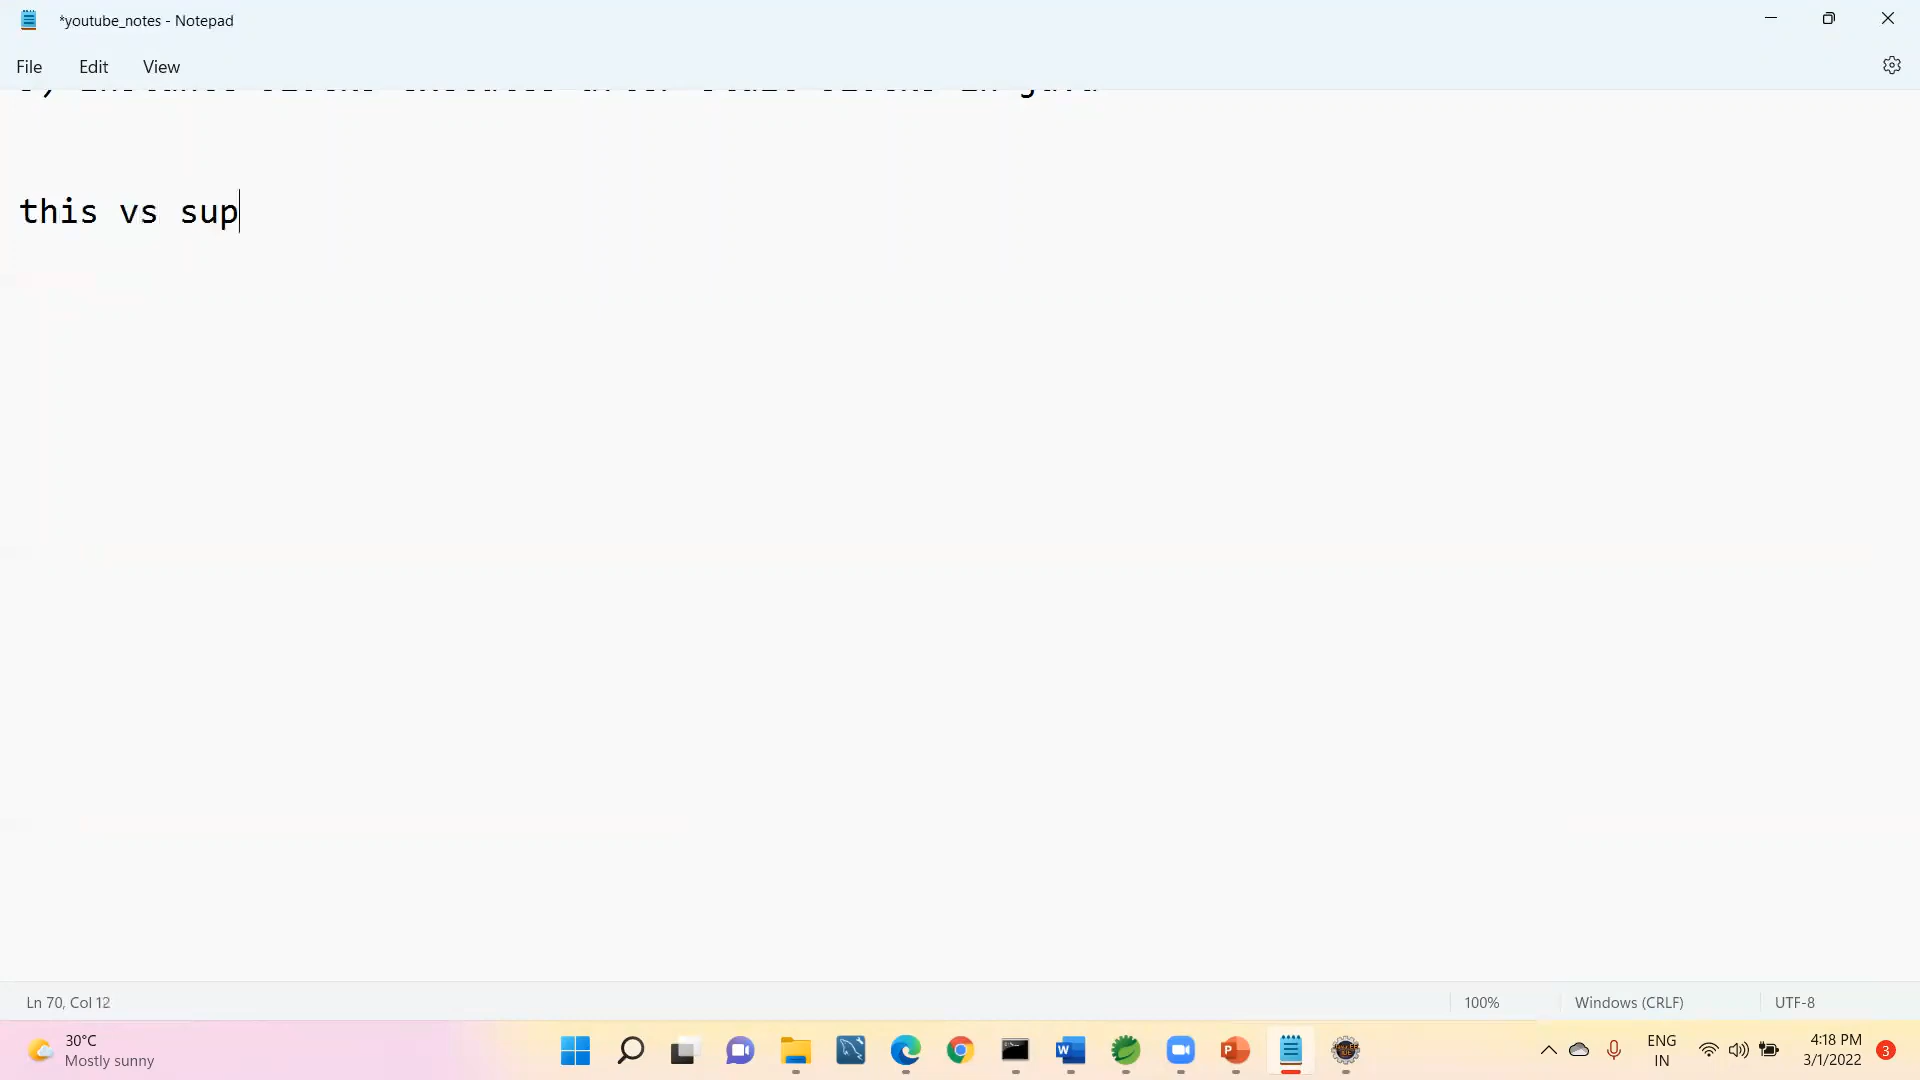 *youtube_notes - Notepad
File Edit View
this vs sup
Ln 70, Col 12
100%
Windows (CRLF)
UTF-8
30°C
Mostly sunny
ENG
IN
4:18 PM
3/1/2022
3